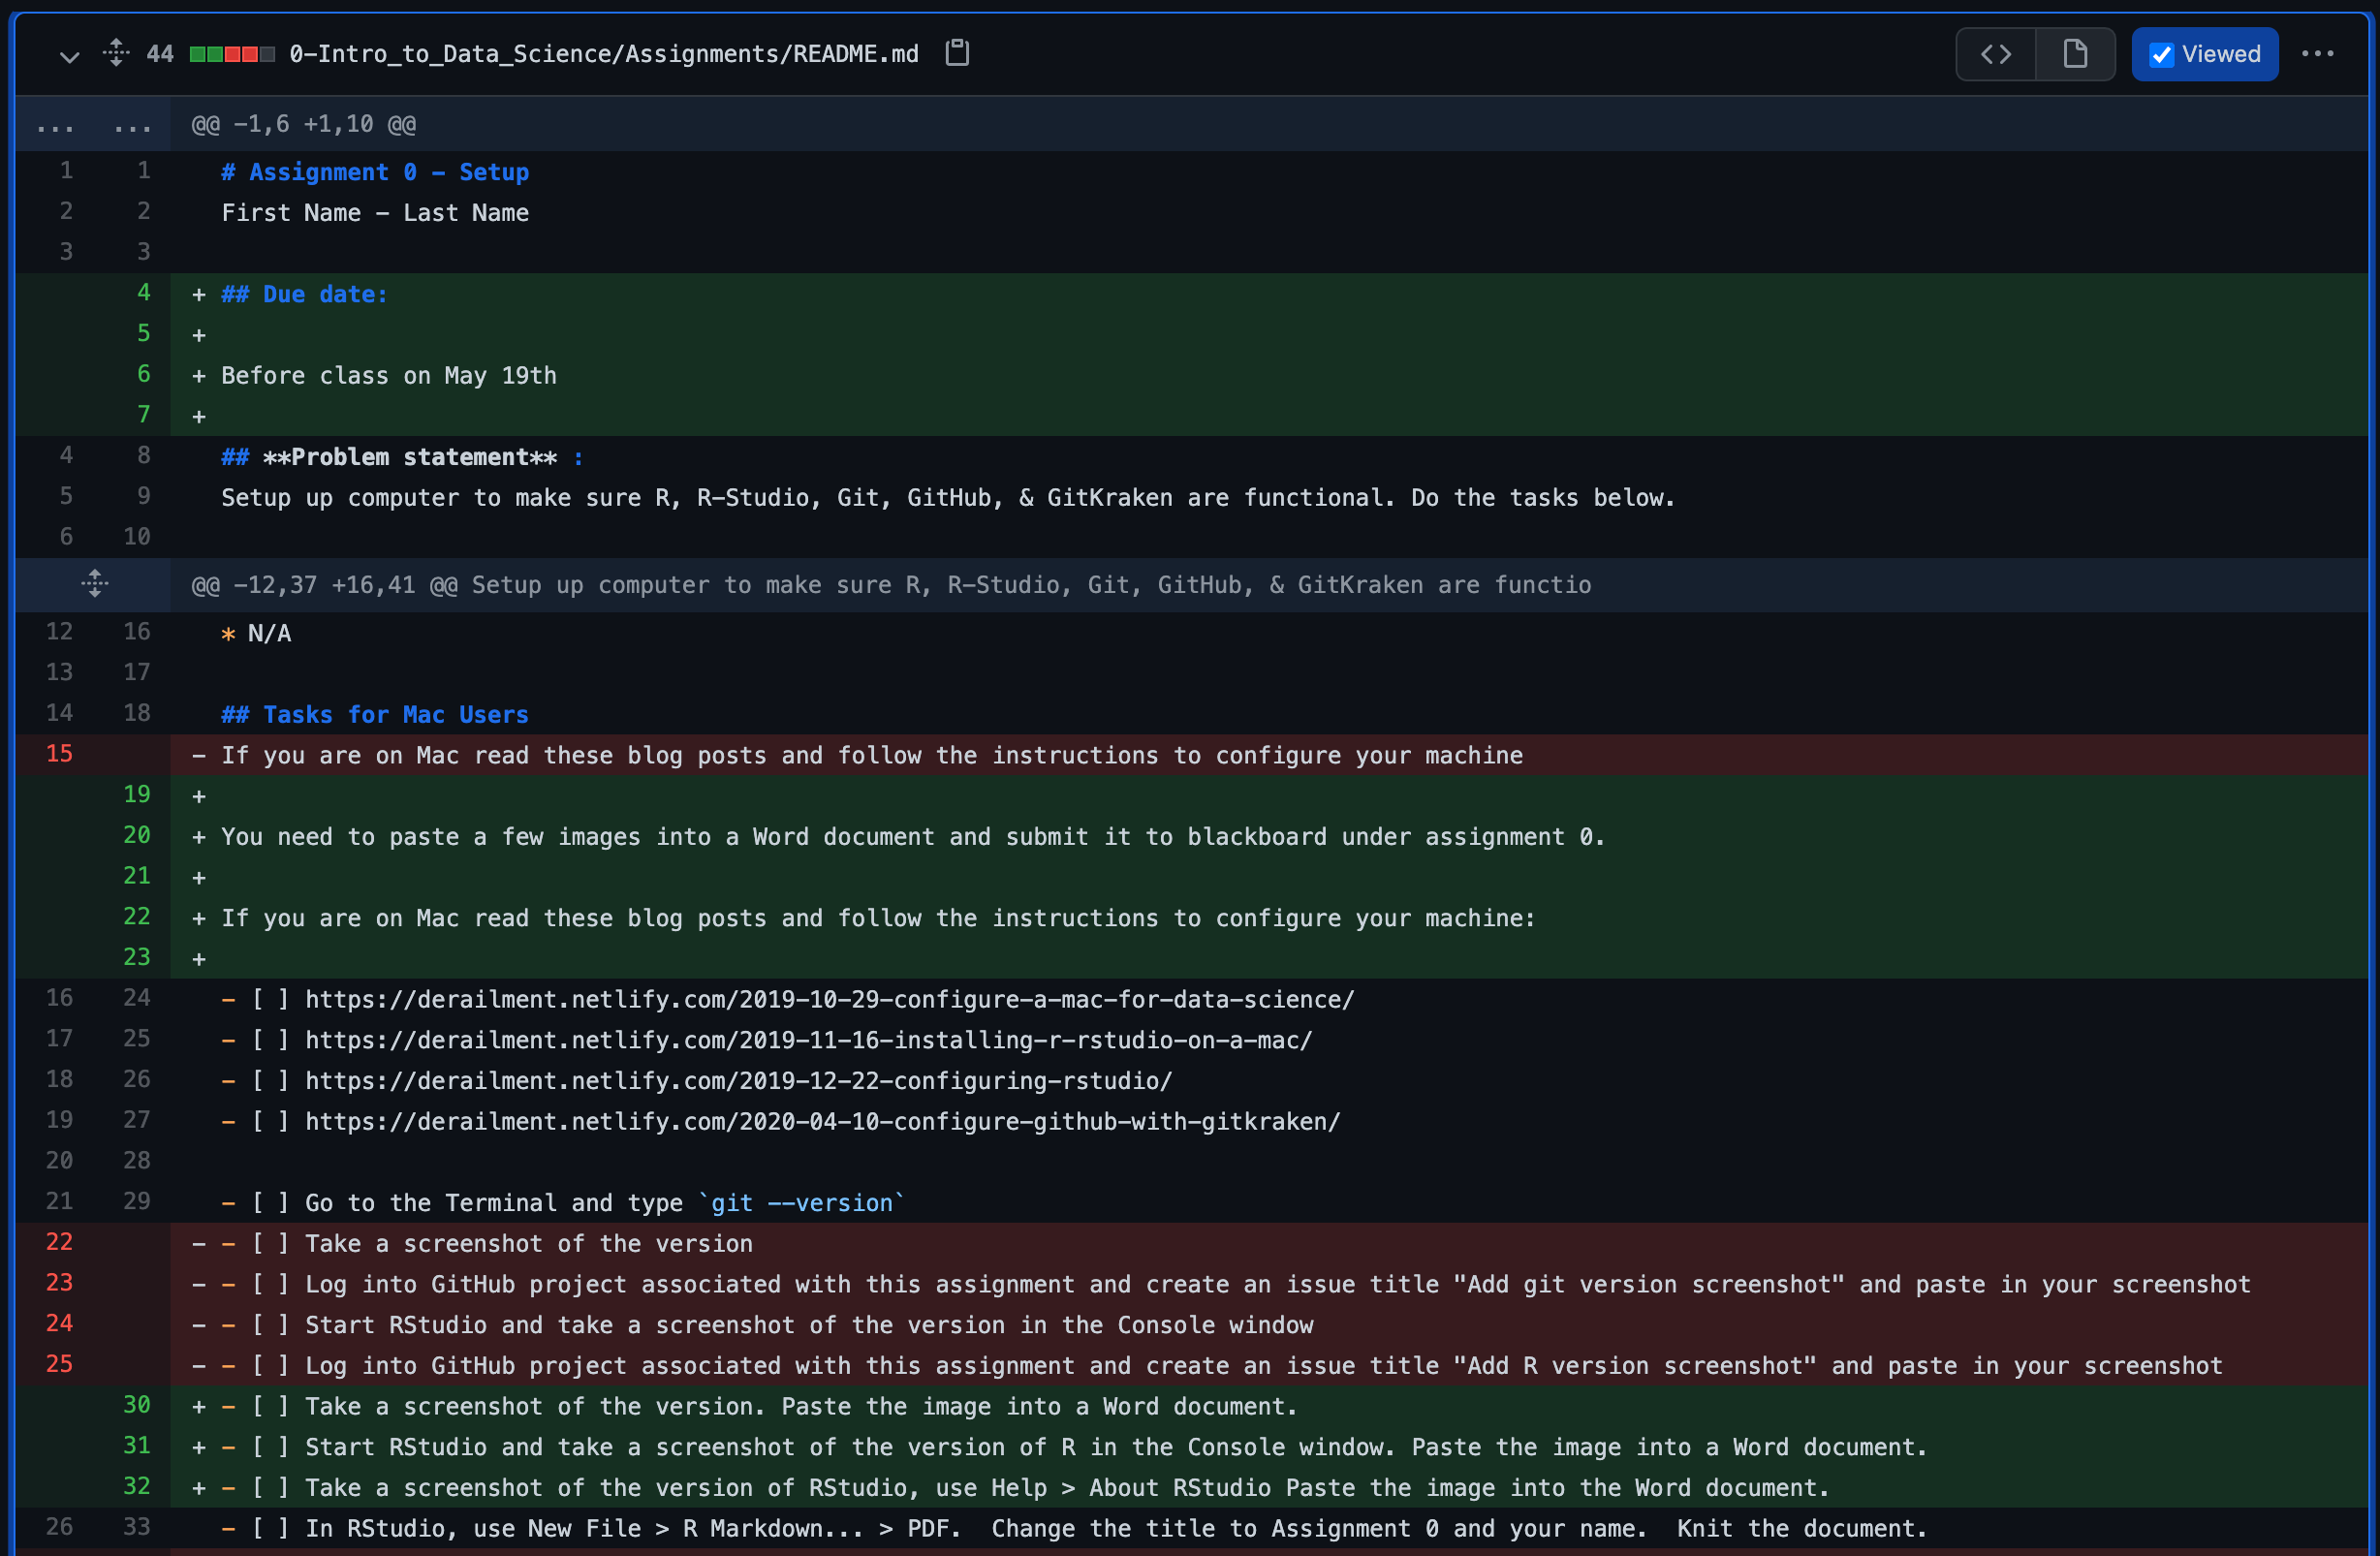 44 0-Intro_to_Data_Science/Assignments/README.md Viewed
... ... @@ -1,6 +1,10 @@
1 1 # Assignment 0 - Setup
2 2 First Name - Last Name
3 3
4 + ## Due date:
5 +
6 + Before class on May 19th
7 +
4 8 ## **Problem statement** :
5 9 Setup up computer to make sure R, R-Studio, Git, GitHub, & GitKraken are functional. Do the tasks below.
6 10
@@ -12,37 +16,41 @@ Setup up computer to make sure R, R-Studio, Git, GitHub, & GitKraken are functio
12 16 * N/A
13 17
14 18 ## Tasks for Mac Users
15 - If you are on Mac read these blog posts and follow the instructions to configure your machine
19 +
20 + You need to paste a few images into a Word document and submit it to blackboard under assignment 0.
21 +
22 + If you are on Mac read these blog posts and follow the instructions to configure your machine:
23 +
16 24 - [ ] https://derailment.netlify.com/2019-10-29-configure-a-mac-for-data-science/
17 25 - [ ] https://derailment.netlify.com/2019-11-16-installing-r-rstudio-on-a-mac/
18 26 - [ ] https://derailment.netlify.com/2019-12-22-configuring-rstudio/
19 27 - [ ] https://derailment.netlify.com/2020-04-10-configure-github-with-gitkraken/
20 28
21 29 - [ ] Go to the Terminal and type `git --version`
22 - - [ ] Take a screenshot of the version
23 - - [ ] Log into GitHub project associated with this assignment and create an issue title "Add git version screenshot" and paste in your screenshot
24 - - [ ] Start RStudio and take a screenshot of the version in the Console window
25 - - [ ] Log into GitHub project associated with this assignment and create an issue title "Add R version screenshot" and paste in your screenshot
30 + - [ ] Take a screenshot of the version. Paste the image into a Word document.
31 + - [ ] Start RStudio and take a screenshot of the version of R in the Console window. Paste the image into a Word document.
32 + - [ ] Take a screenshot of the version of RStudio, use Help > About RStudio Paste the image into the Word document.
26 33 - [ ] In RStudio, use New File > R Markdown... > PDF.  Change the title to Assignment 0 and your name.  Knit the document.